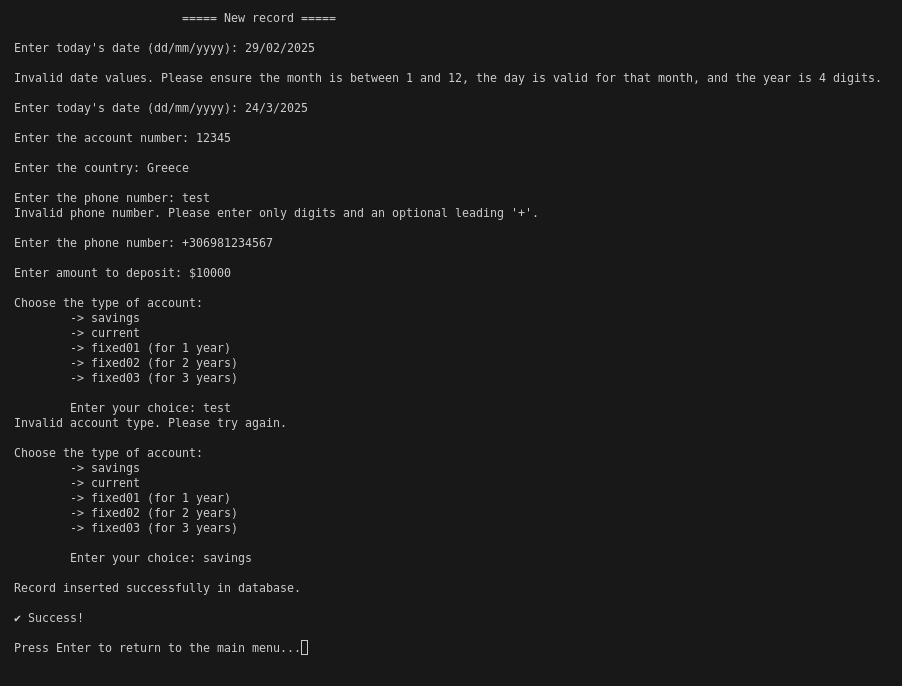 ===== New record =====
Enter today's date (dd/mm/yyyy): 29/02/2025
Invalid date values. Please ensure the month is between 1 and 12, the day is valid for that month, and the year is 4 digits.
Enter today's date (dd/mm/yyyy): 24/3/2025
Enter the account number: 12345
Enter the country: Greece
Enter the phone number: test
Invalid phone number. Please enter only digits and an optional leading '+'.
Enter the phone number: +306981234567
Enter amount to deposit: $10000
Choose the type of account:
-> savings
-> current
-> fixed01 (for 1 year)
-> fixed02 (for 2 years)
-> fixed03 (for 3 years)
Enter your choice: test
Invalid account type. Please try again.
Choose the type of account:
-> savings
-> current
-> fixed01 (for 1 year)
-> fixed02 (for 2 years)
-> fixed03 (for 3 years)
Enter your choice: savings
Record inserted successfully in database.
✔ Success!
Press Enter to return to the main menu...